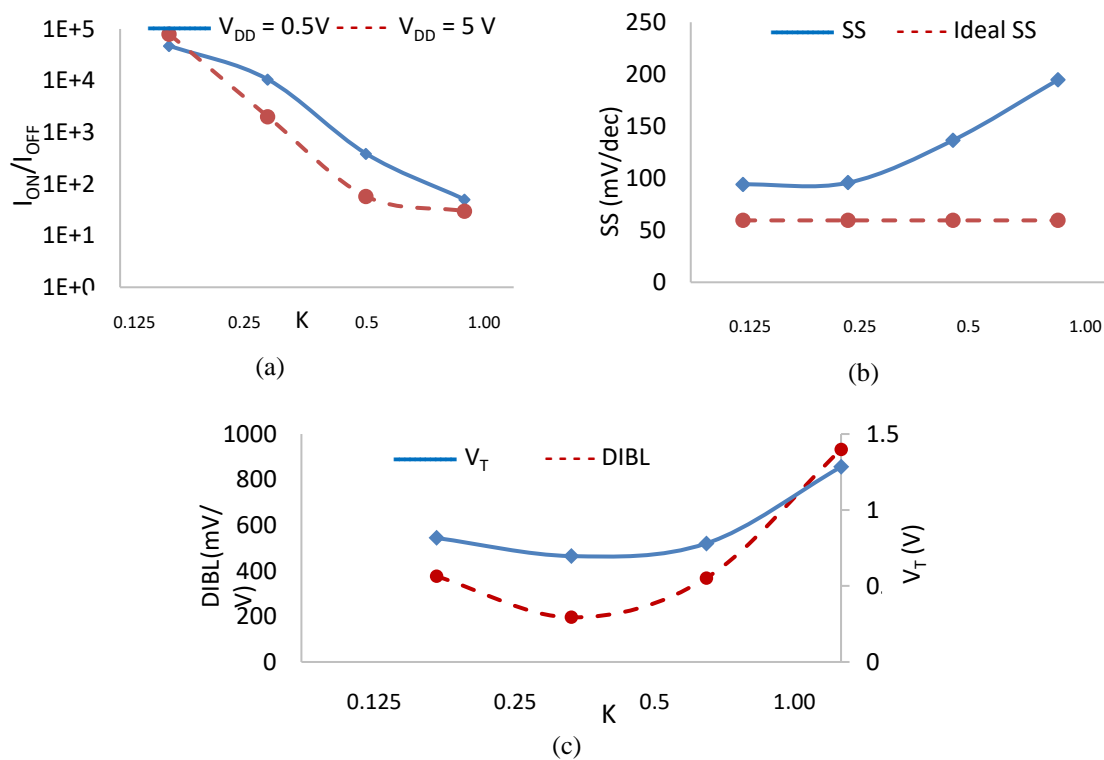 V_DD = 0.5V
V_DD = 5 V
1E+5
1E+4
1E+3
1E+2
1E+1
1E+0
I_ON/I_OFF
0.125
0.25
K
0.5
1.00
(a)
SS
Ideal SS
250
200
150
100
50
0
SS (mV/dec)
0.125
0.25
0.5
1.00
(b)
V_T
DIBL
1000
800
600
400
200
0
DIBL(mV/
V)
1.5
1
0.
0
V_T (V)
0.125
0.25
K
0.5
1.00
(c)